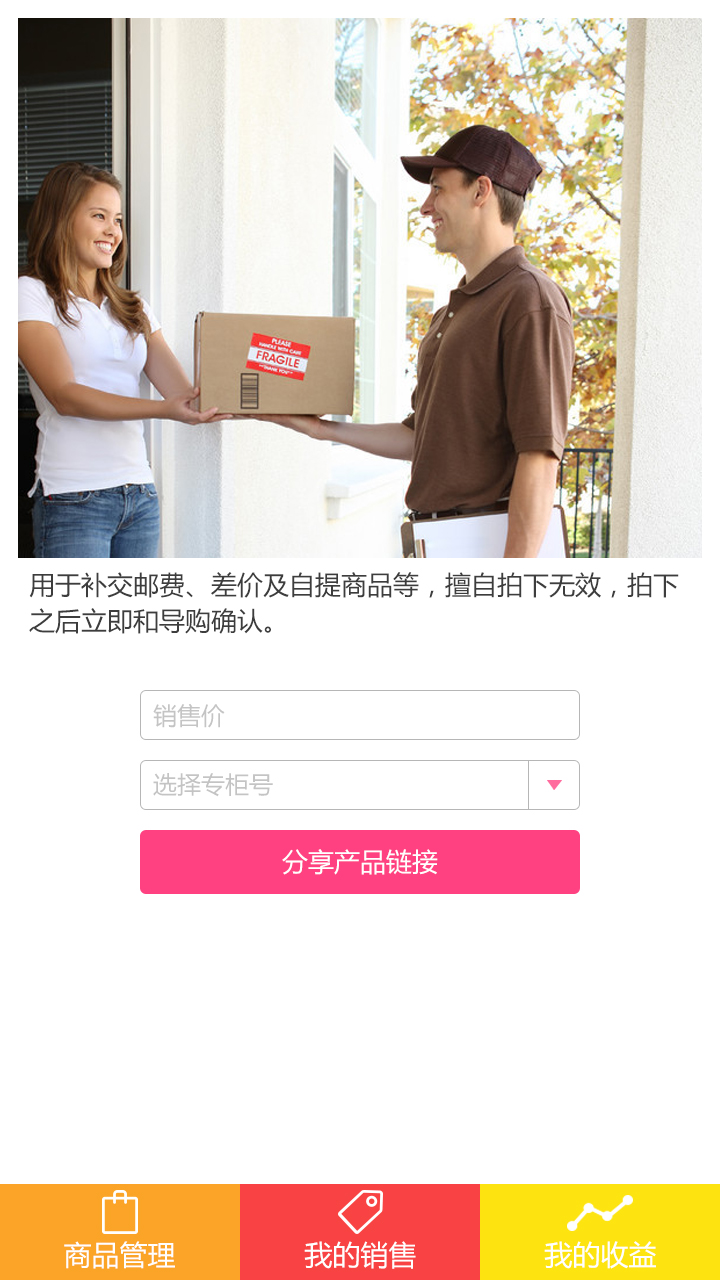 PLEASE
HANDLE WITH CARE
FRAGILE
THANK YOU
用于补交邮费、差价及自提商品等，擅自拍下无效，拍下
之后立即和导购确认。
销售价
选择专柜号
分享产品链接
商品管理
我的销售
我的收益